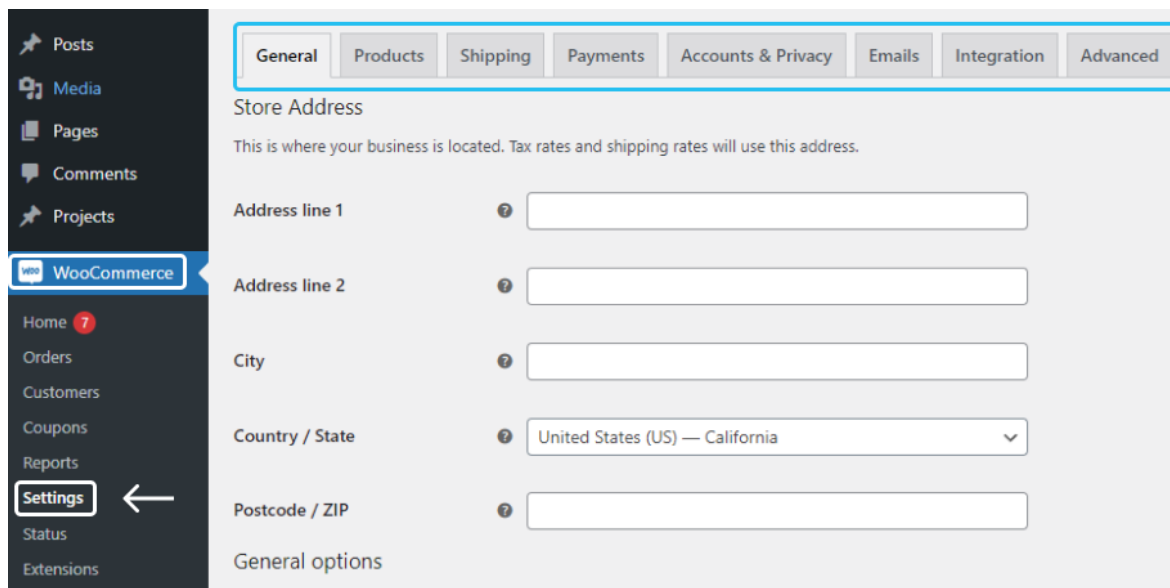 Posts
Media
Pages
Comments
Projects
WOO WooCommerce
Home 7
Orders
Customers
Coupons
Reports
Settings
Status
Extensions
General Products Shipping Payments Accounts & Privacy Emails Integration Advanced
Store Address
This is where your business is located. Tax rates and shipping rates will use this address.
Address line 1 ?
Address line 2 ?
City ?
Country / State ? United States (US) — California
Postcode / ZIP ?
General options